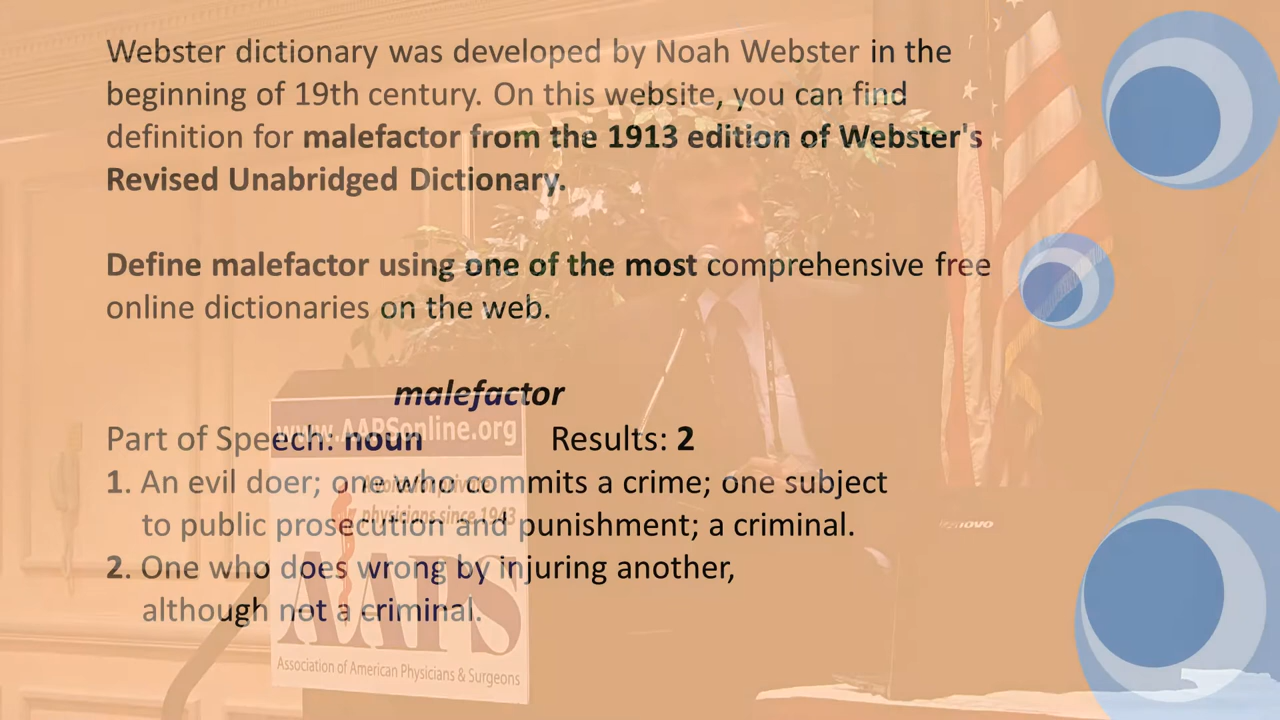 Webster dictionary was developed by Noah Webster in the
beginning of 19th century. On this website, you can find
definition for malefactor from the 1913 edition of Webster's
Revised Unabridged Dictionary.
Define malefactor using one of the most comprehensive free
online dictionaries on the web.
malefactor
Part of Speech: noun Results: 2
1. An evil doer; one who commits a crime; one subject
to public prosecution and punishment; a criminal.
2. One who does wrong by injuring another,
although not a criminal.
www.AAPSonline.org
physicians since 1943
AAPS
Association of American Physicians & Surgeons
lenovo